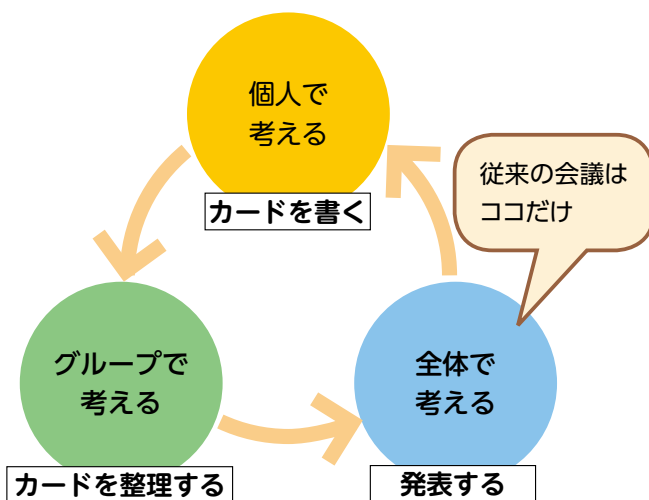 個人で
考える
カードを書く
従来の会議は
ココだけ
グループで
考える
カードを整理する
全体で
考える
発表する